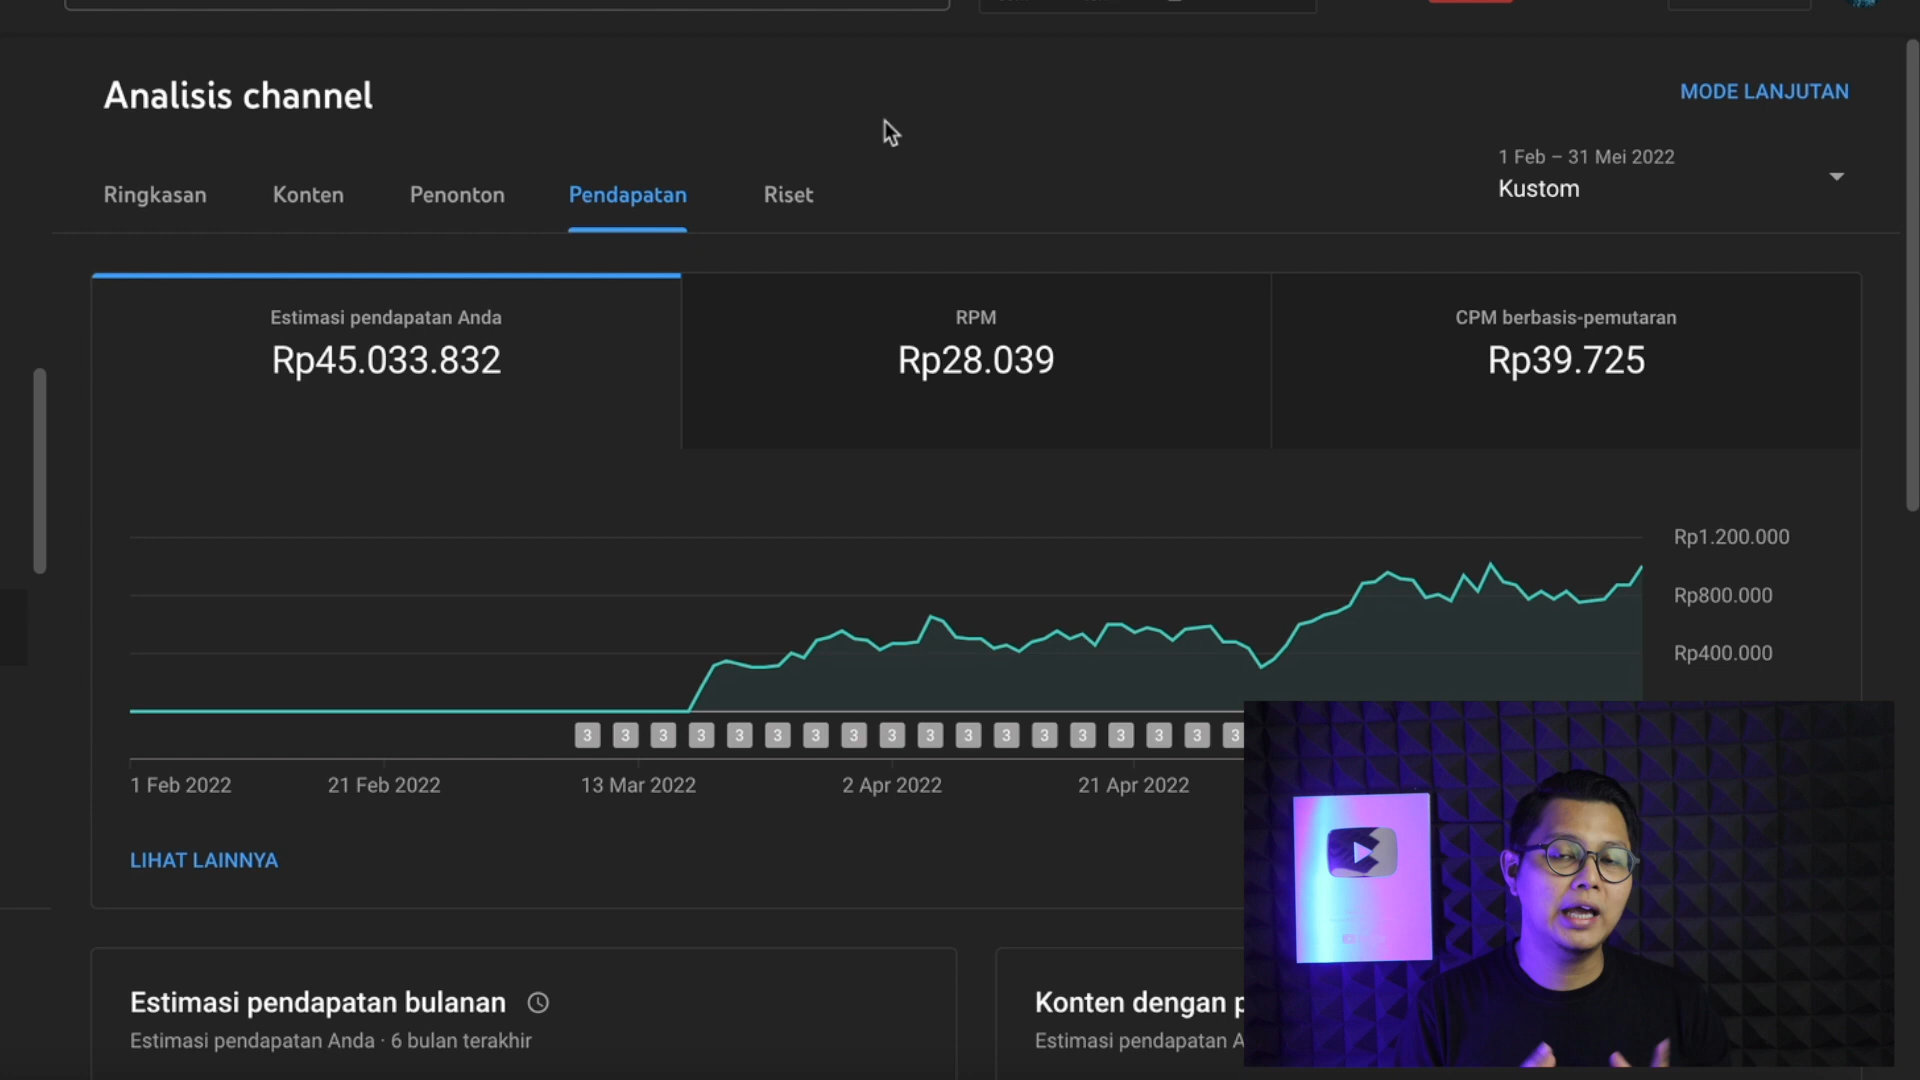 Analisis channel
MODE LANJUTAN
1 Feb – 31 Mei 2022
Kustom
Ringkasan
Konten
Penonton
Pendapatan
Riset
Estimasi pendapatan Anda
Rp45.033.832
RPM
Rp28.039
CPM berbasis-pemutaran
Rp39.725
Rp1.200.000
Rp800.000
Rp400.000
3 3 3 3 3 3 3 3 3 3 3 3 3 3 3 3 3 3
1 Feb 2022
21 Feb 2022
13 Mar 2022
2 Apr 2022
21 Apr 2022
LIHAT LAINNYA
Estimasi pendapatan bulanan
Estimasi pendapatan Anda · 6 bulan terakhir
Konten dengan p
Estimasi pendapatan A